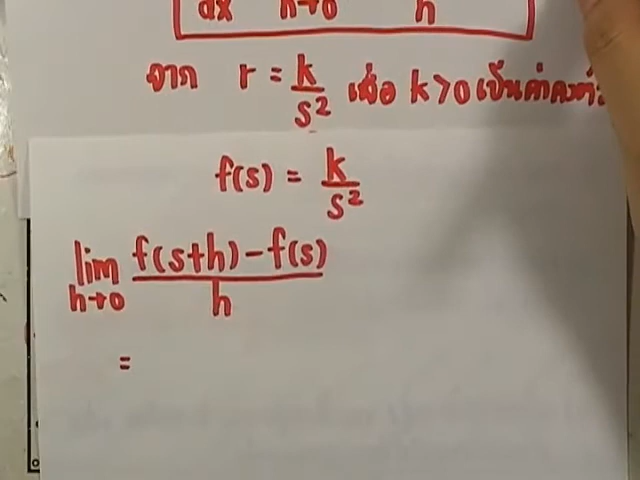 dx h→0 h
จาก r = k/s² เมื่อ k>0 เป็นค่าคงตัว
f(s) = k/s²
lim h→0 f(s+h) - f(s) / h
=